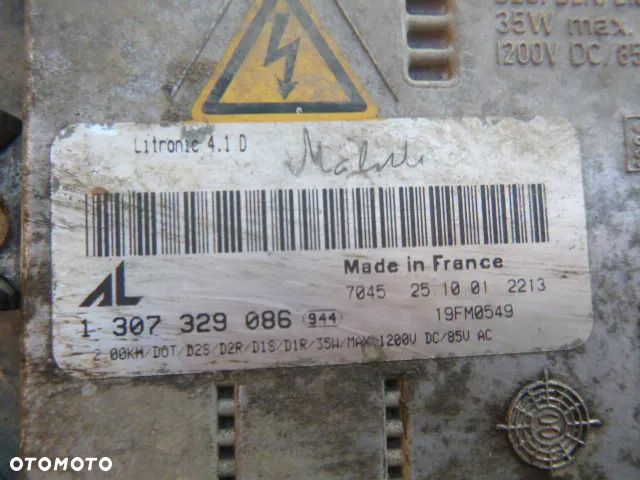 35W max.
1200V DC/85
Litronic 4.1 D
AL
Made in France
7045 25.10 01 2213
1 307 329 086 (944)
19FM0549
2.00KM/DOT/D2S/D2R/D1S/D1R/35W/MAX.1200V DC/85V AC
OTOMOTO